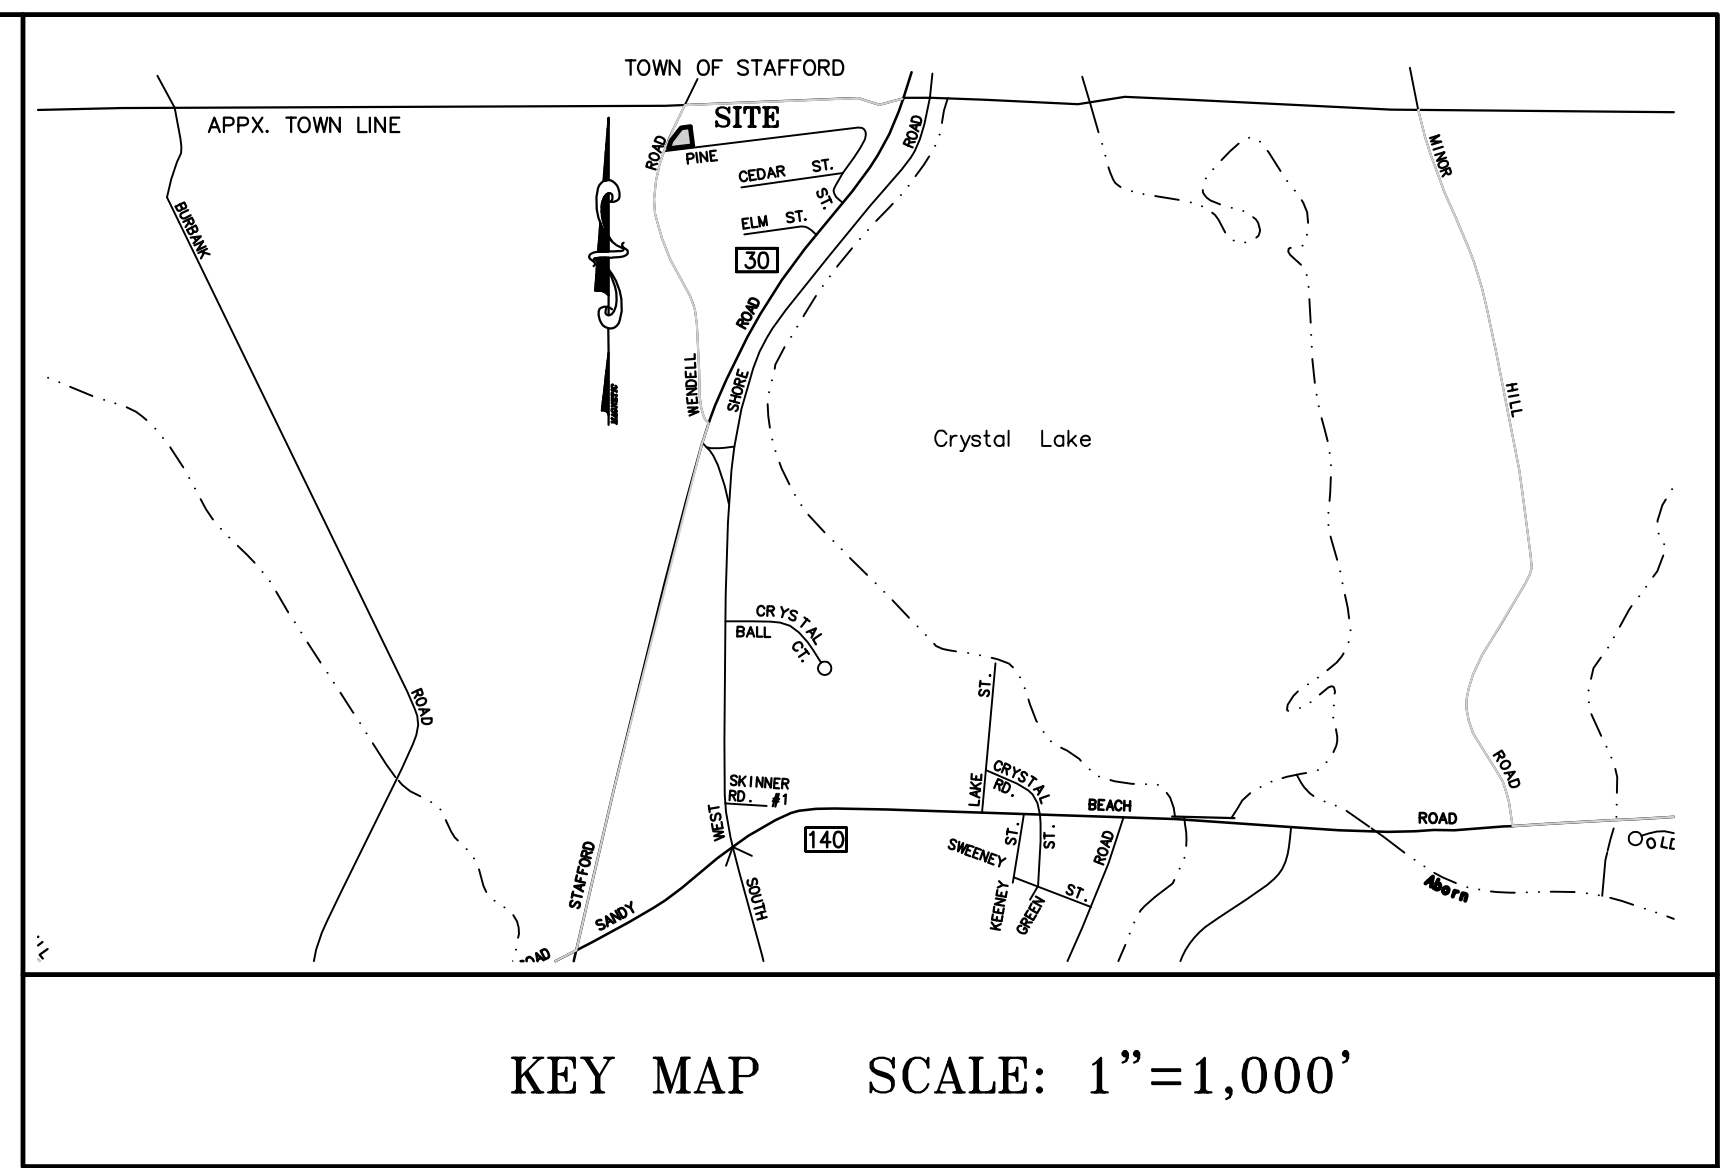 TOWN OF STAFFORD
APPX. TOWN LINE
SITE
ROAD
PINE
ROAD
CEDAR ST.
ST.
ELM ST.
30
MINOR
BURBANK
ROAD
SHORE
WENDELL
HILL
MAGNETIC
Crystal Lake
CRYSTAL
BALL
CT.
ST.
ROAD
SKINNER
RD. #1
WEST
LAKE
CRYSTAL
RD.
BEACH
ROAD
ROAD
140
ST.
ST.
SWEENEY
ROAD
STAFFORD
SANDY
SOUTH
KEENEY
GREEN
ST.
Aborn
OLD
ROAD
KEY MAP SCALE: 1"=1,000'